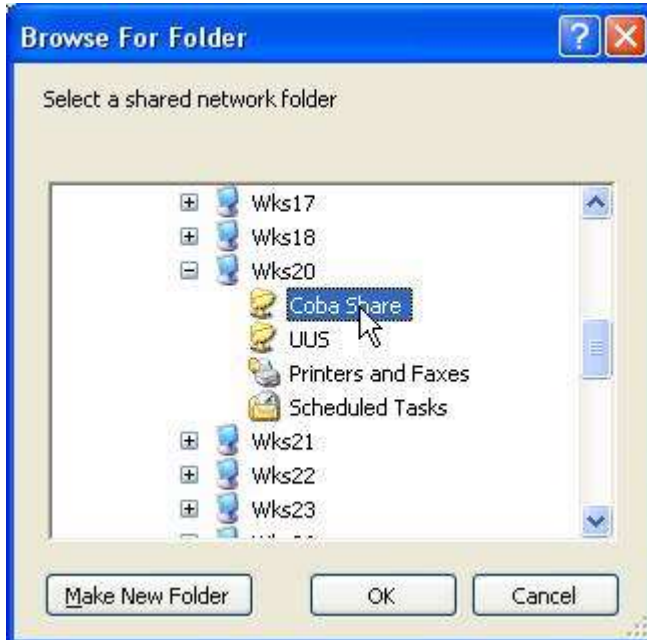 Browse For Folder
Select a shared network folder
Wks17
Wks18
Wks20
Coba Share
UUS
Printers and Faxes
Scheduled Tasks
Wks21
Wks22
Wks23
Make New Folder
OK
Cancel